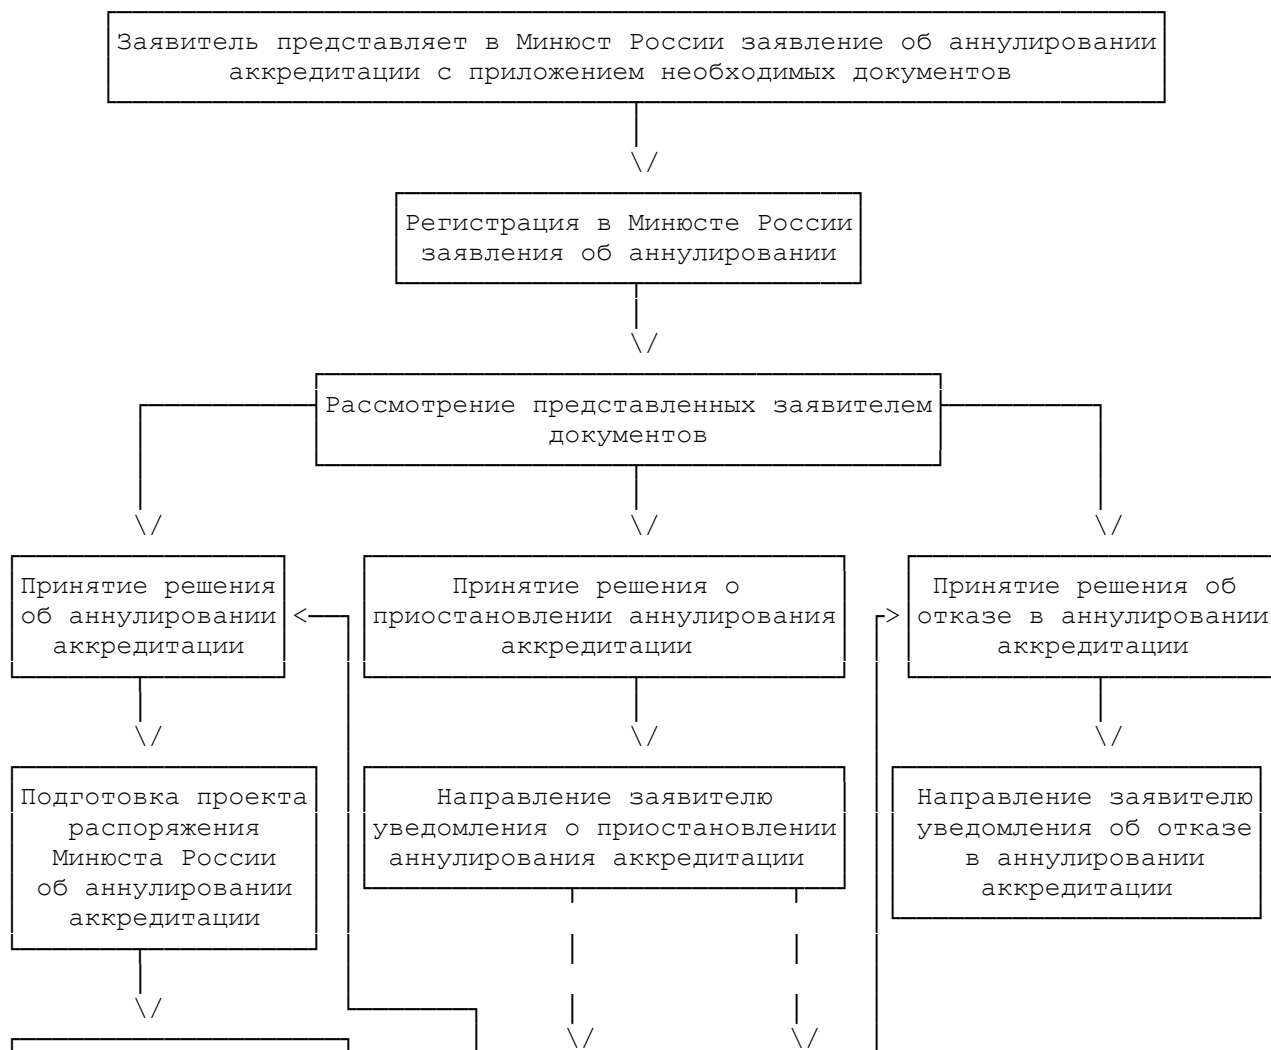 Заявитель представляет в Минюст России заявление об аннулировании
аккредитации с приложением необходимых документов
Регистрация в Минюсте России
заявления об аннулировании
Рассмотрение представленных заявителем
документов
Принятие решения
об аннулировании
аккредитации
Принятие решения о
приостановлении аннулирования
аккредитации
Принятие решения об
отказе в аннулировании
аккредитации
Подготовка проекта
распоряжения
Минюста России
об аннулировании
аккредитации
Направление заявителю
уведомления о приостановлении
аннулирования аккредитации
Направление заявителю
уведомления об отказе
в аннулировании
аккредитации